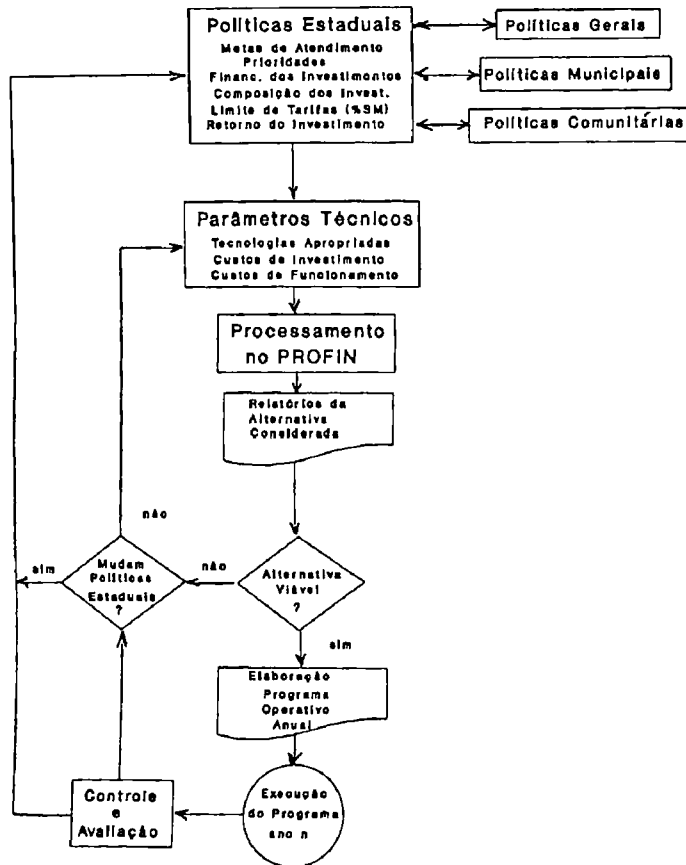 Políticas Estaduais
Metas de Atendimento
Prioridades
Financ. dos Investimentos
Composição dos Invest.
Limite de Tarifas (%SM)
Retorno do Investimento
Políticas Gerais
Políticas Municipais
Políticas Comunitárias
Parâmetros Técnicos
Tecnologias Apropriadas
Custos de Investimento
Custos de Funcionamento
Processamento
no PROFIN
Relatórios da
Alternativa
Considerada
não
sim
Mudam
Políticas
Estaduais
?
não
Alternativa
Viável
?
sim
Elaboração
Programa
Operativo
Anual
Execução
do Programa
ano n
Controle
e
Avaliação